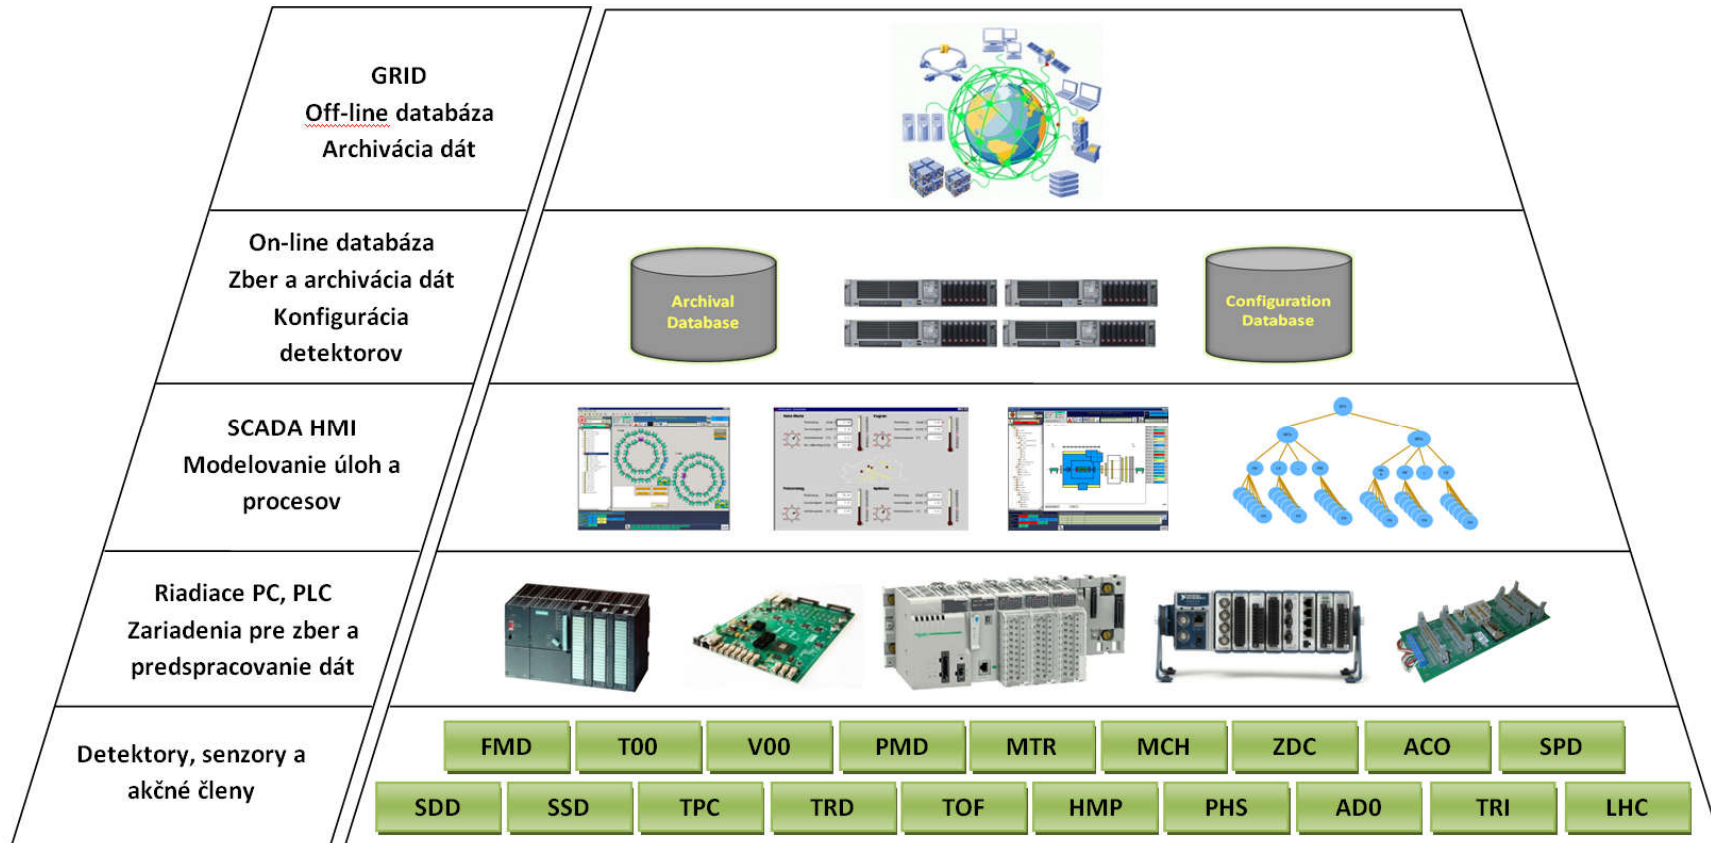 GRID
Off-line databáza
Archivácia dát
On-line databáza
Zber a archivácia dát
Konfigurácia
detektorov
Archival
Database
Configuration
Database
SCADA HMI
Modelovanie úloh a
procesov
Riadiace PC, PLC
Zariadenia pre zber a
predspracovanie dát
Detektory, senzory a
akčné členy
FMD
T00
V00
PMD
MTR
MCH
ZDC
ACO
SPD
SDD
SSD
TPC
TRD
TOF
HMP
PHS
AD0
TRI
LHC